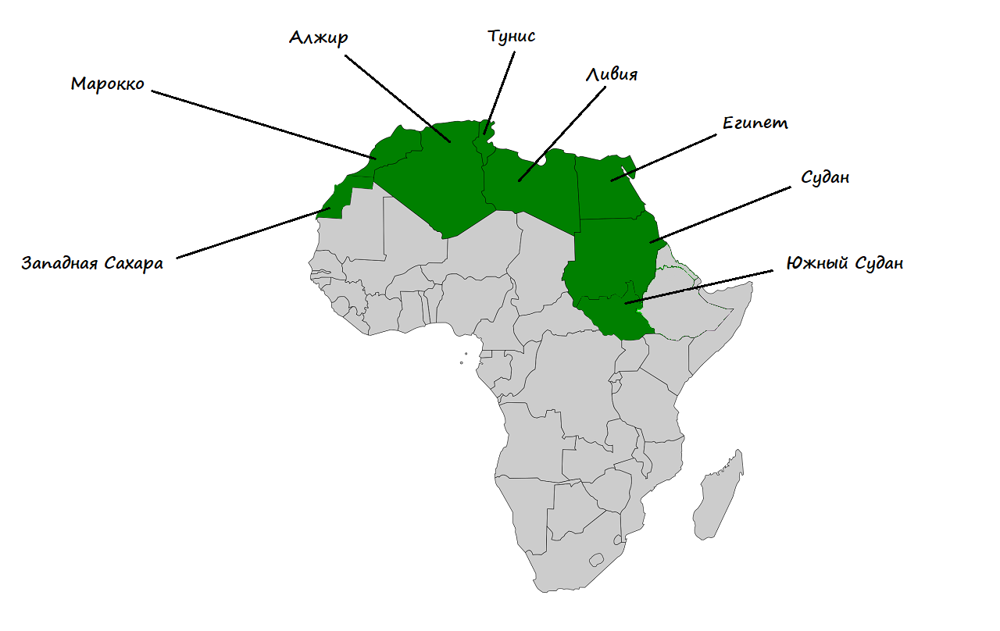 Тунис
Алжир
Ливия
Марокко
Египет
Судан
Западная Сахара
Южный Судан